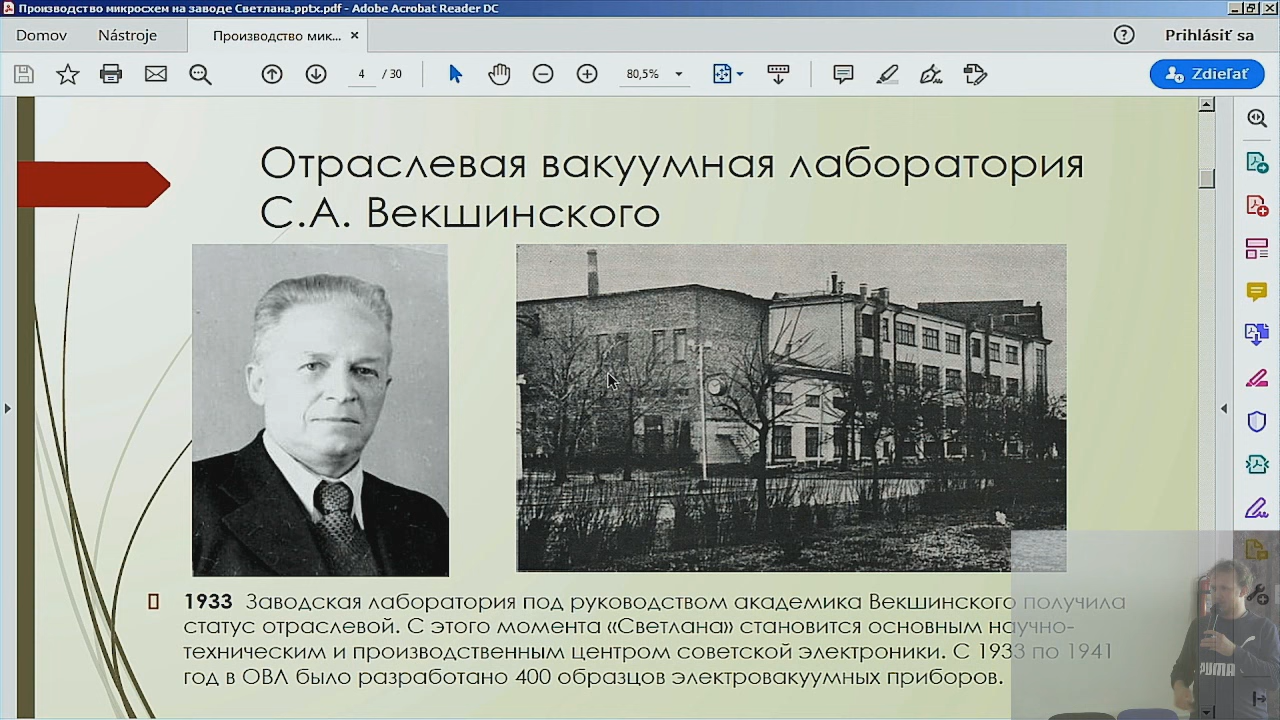 Производство микросхем на заводе Светлана.pptx.pdf - Adobe Acrobat Reader DC
Domov Nástroje Производство мик... × ? Prihlásiť sa
4 / 30 80,5% Zdieľať
Отраслевая вакуумная лаборатория
С.А. Векшинского
1933 Заводская лаборатория под руководством академика Векшинского получила
статус отраслевой. С этого момента «Светлана» становится основным научно-
техническим и производственным центром советской электроники. С 1933 по 1941
год в ОВЛ было разработано 400 образцов электровакуумных приборов.
PUMA